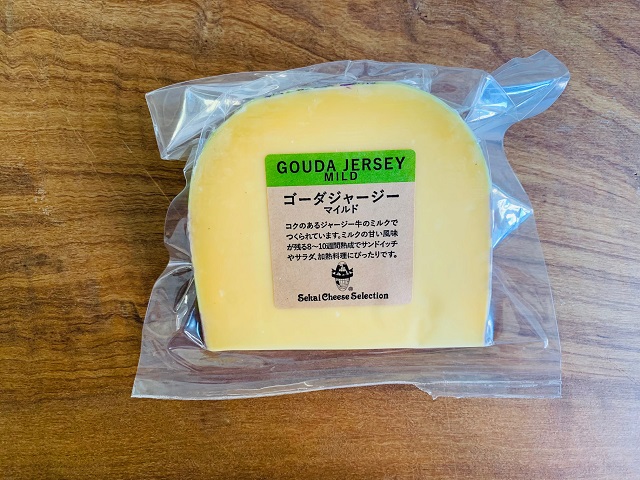 GOUDA JERSEY
MILD
ゴーダジャージー
マイルド
コクのあるジャージー牛のミルクで
つくられています。ミルクの甘い風味
が残る8～10週間熟成でサンドイッチ
やサラダ、加熱料理にぴったりです。
®
Sekai Cheese Selection